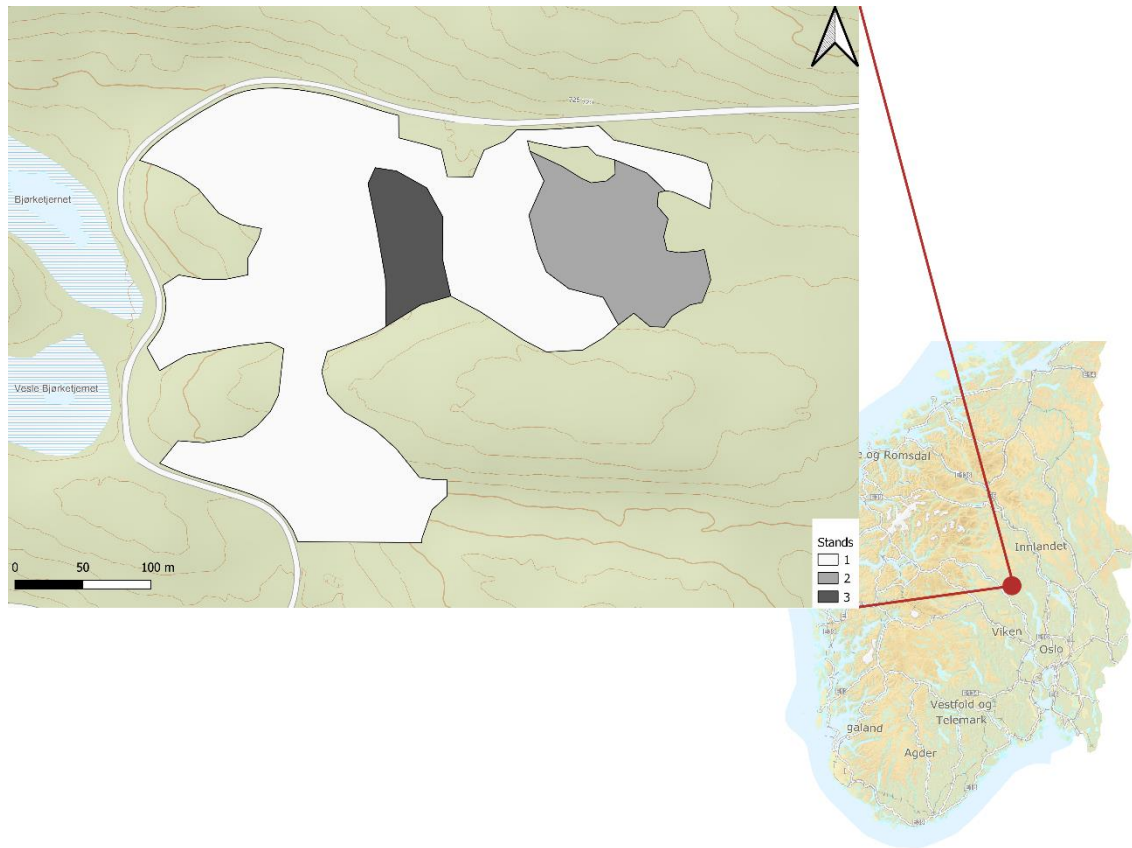 Bjørketjernet
Vesle Bjørketjernet
0 50 100 m
Stands
1
2
3
e og Romsdal
Innlandet
Viken
Oslo
Vestfold og
Telemark
galand
Agder